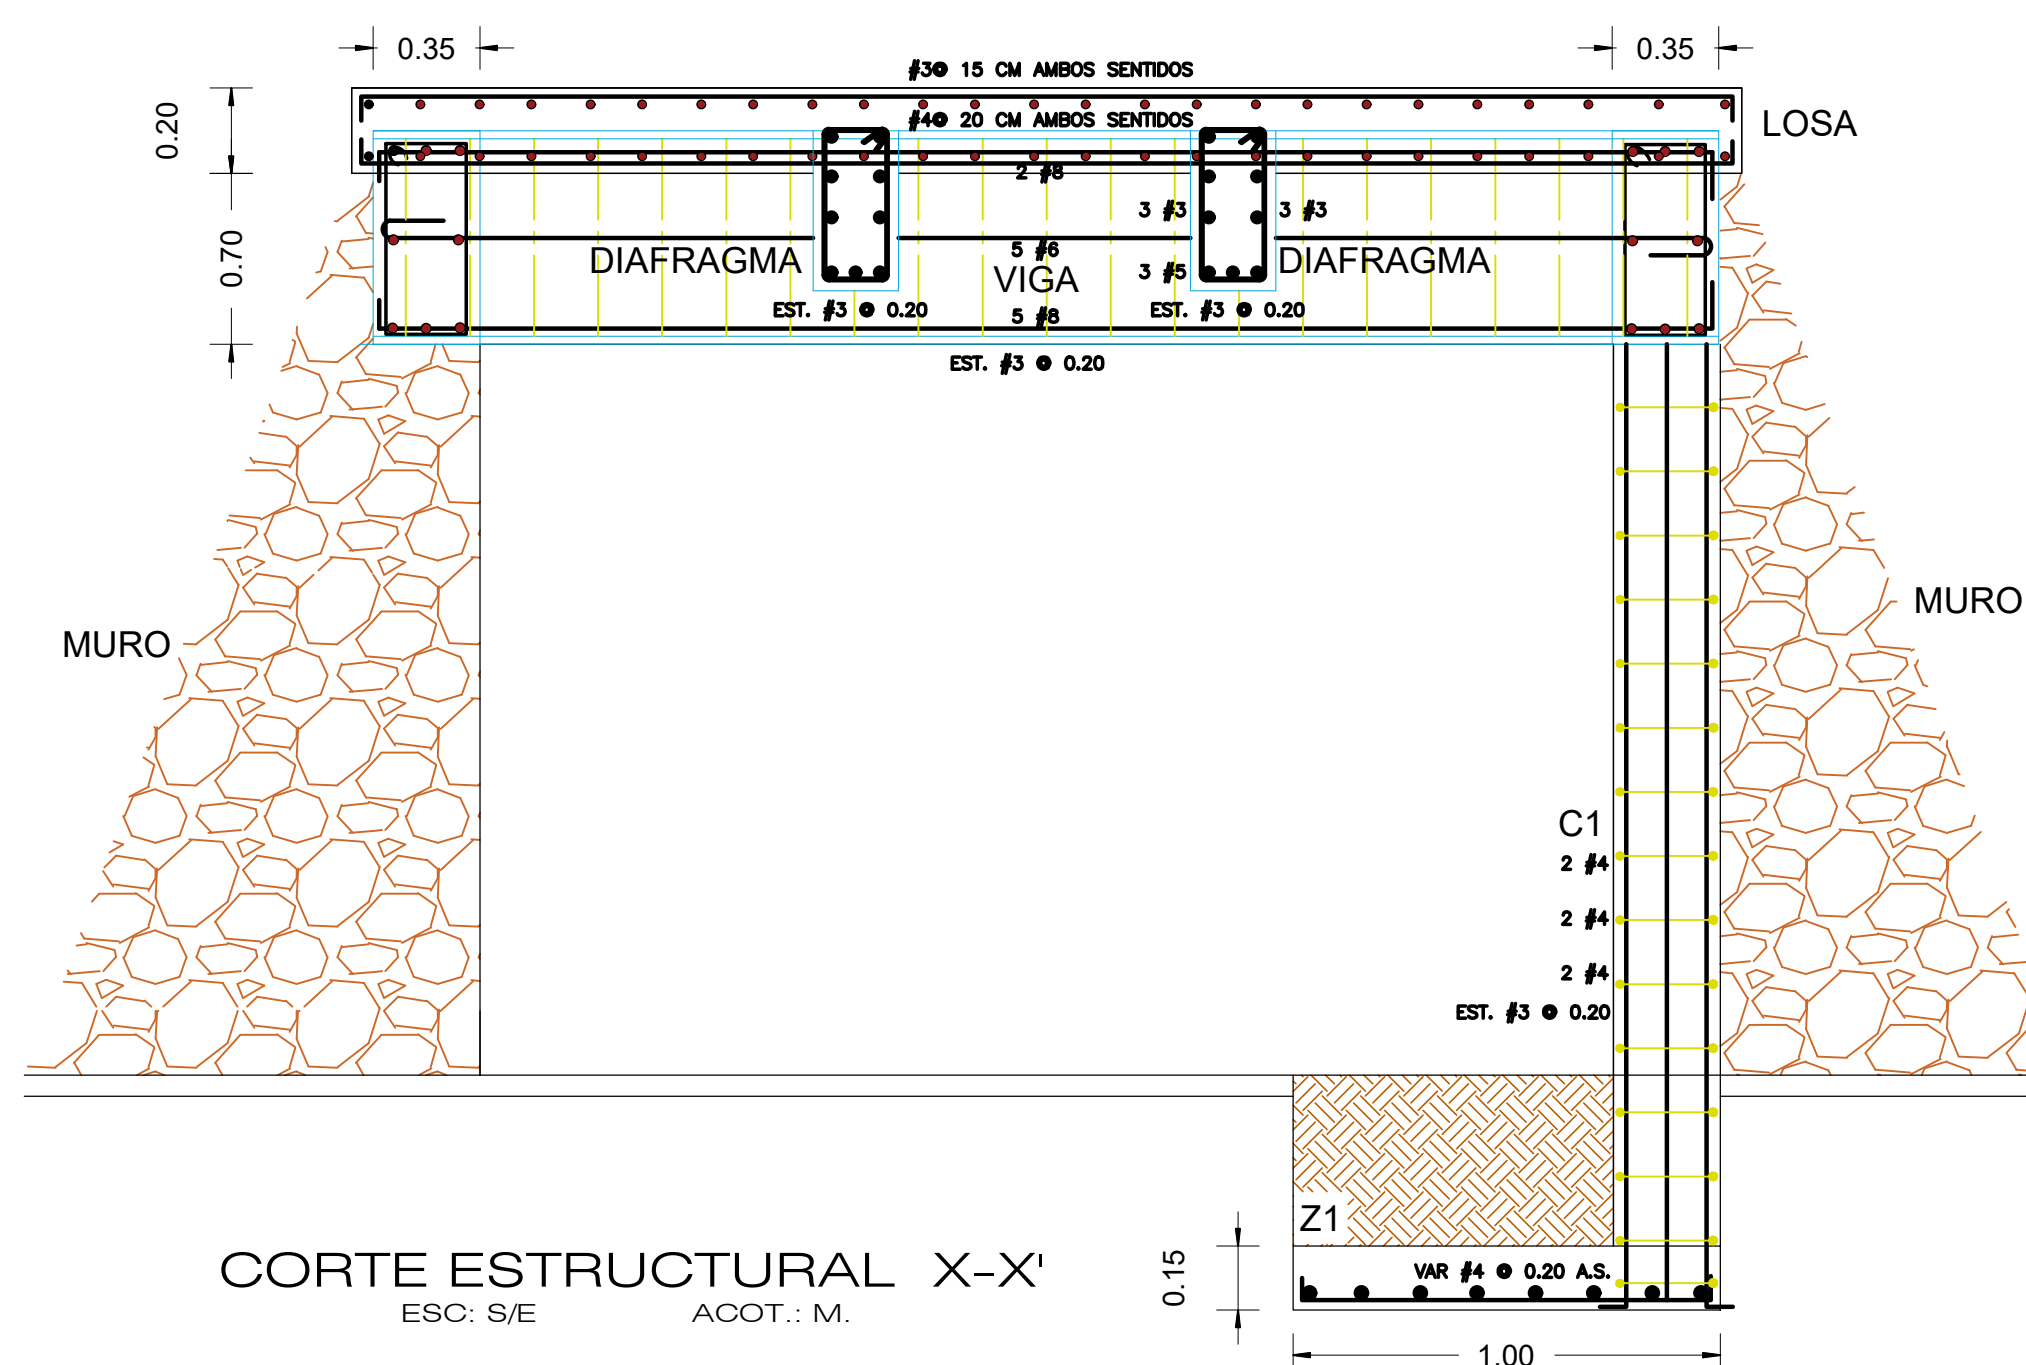 0.35
0.35
#3@ 15 CM AMBOS SENTIDOS
0.20
#4@ 20 CM AMBOS SENTIDOS
LOSA
2 #8
3 #3
3 #3
0.70
5 #6
DIAFRAGMA
VIGA
3 #5
DIAFRAGMA
EST. #3 @ 0.20
5 #8
EST. #3 @ 0.20
EST. #3 @ 0.20
MURO
MURO
C1
2 #4
2 #4
2 #4
EST. #3 @ 0.20
Z1
0.15
VAR #4 @ 0.20 A.S.
CORTE ESTRUCTURAL X-X'
ESC: S/E ACOT.: M.
1.00